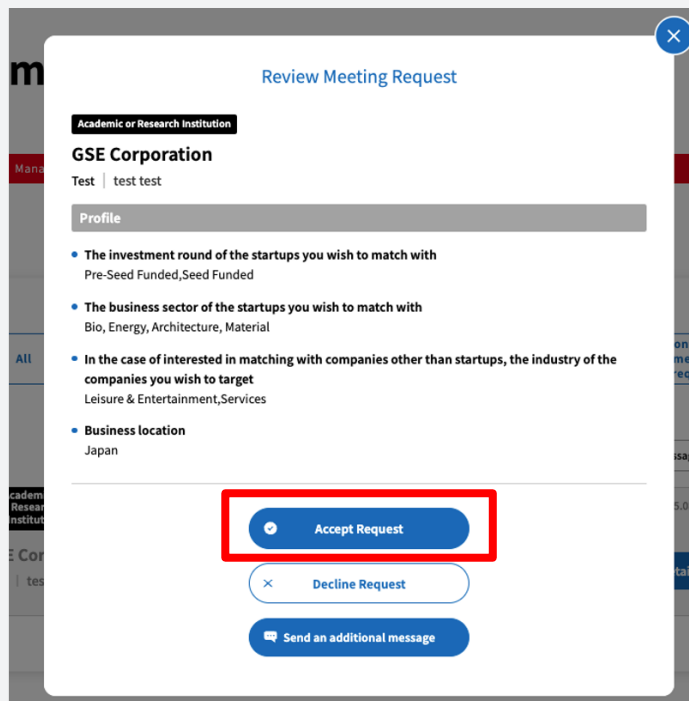 m
Review Meeting Request
Academic or Research Institution
GSE Corporation
Mana
Test | test test
Profile
The investment round of the startups you wish to match with
Pre-Seed Funded,Seed Funded
The business sector of the startups you wish to match with
Bio, Energy, Architecture, Material
All
In the case of interested in matching with companies other than startups, the industry of the
companies you wish to target
Leisure & Entertainment,Services
Business location
Japan
Accept Request
Decline Request
Send an additional message